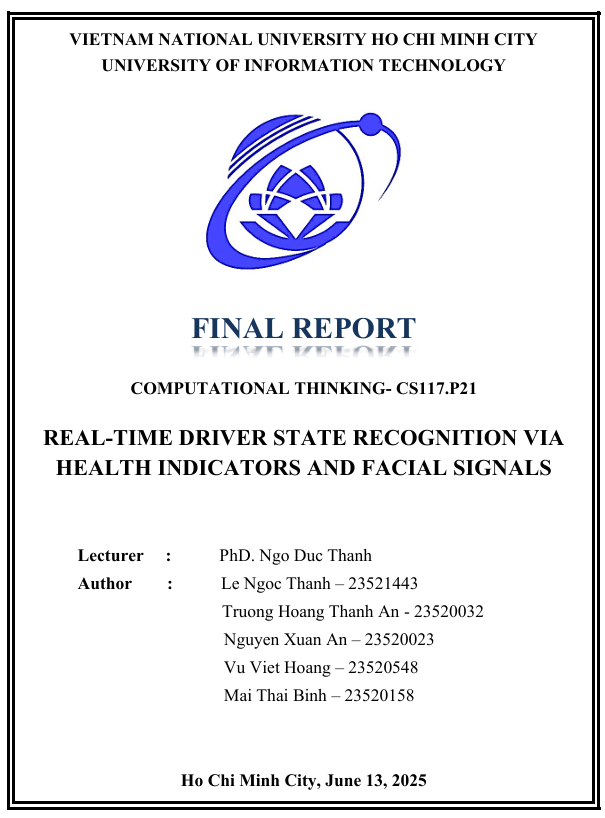 VIETNAM NATIONAL UNIVERSITY HO CHI MINH CITY
UNIVERSITY OF INFORMATION TECHNOLOGY
FINAL REPORT
COMPUTATIONAL THINKING- CS117.P21
REAL-TIME DRIVER STATE RECOGNITION VIA
HEALTH INDICATORS AND FACIAL SIGNALS
Lecturer : PhD. Ngo Duc Thanh
Author : Le Ngoc Thanh – 23521443
Truong Hoang Thanh An - 23520032
Nguyen Xuan An – 23520023
Vu Viet Hoang – 23520548
Mai Thai Binh – 23520158
Ho Chi Minh City, June 13, 2025